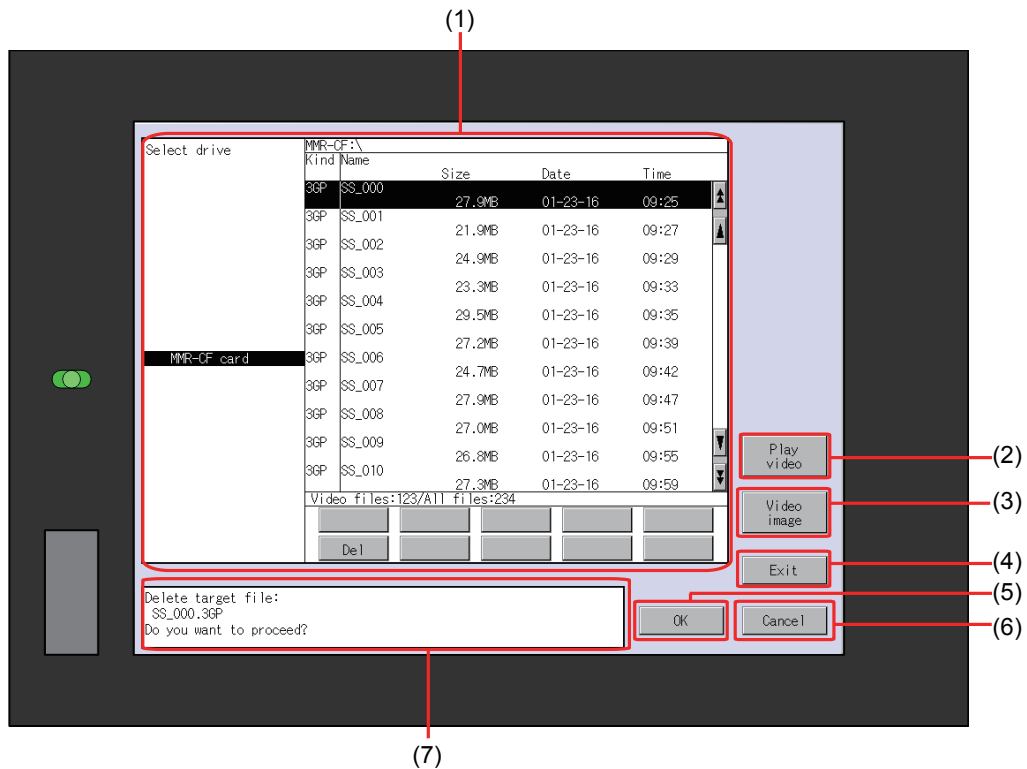 (1)
Select drive
MMR-CF:\
Kind Name
Size Date Time
3GP SS_000
27.9MB 01-23-16 09:25
3GP SS_001
21.9MB 01-23-16 09:27
3GP SS_002
24.9MB 01-23-16 09:29
3GP SS_003
23.3MB 01-23-16 09:33
3GP SS_004
29.5MB 01-23-16 09:35
3GP SS_005
27.2MB 01-23-16 09:39
MMR-CF card
3GP SS_006
24.7MB 01-23-16 09:42
3GP SS_007
27.9MB 01-23-16 09:47
3GP SS_008
27.0MB 01-23-16 09:51
3GP SS_009
26.8MB 01-23-16 09:55
3GP SS_010
27.3MB 01-23-16 09:59
Video files:123/All files:234
Del
Play
video
(2)
Video
image
(3)
Exit
(4)
(5)
OK
Cancel
(6)
Delete target file:
SS_000.3GP
Do you want to proceed?
(7)